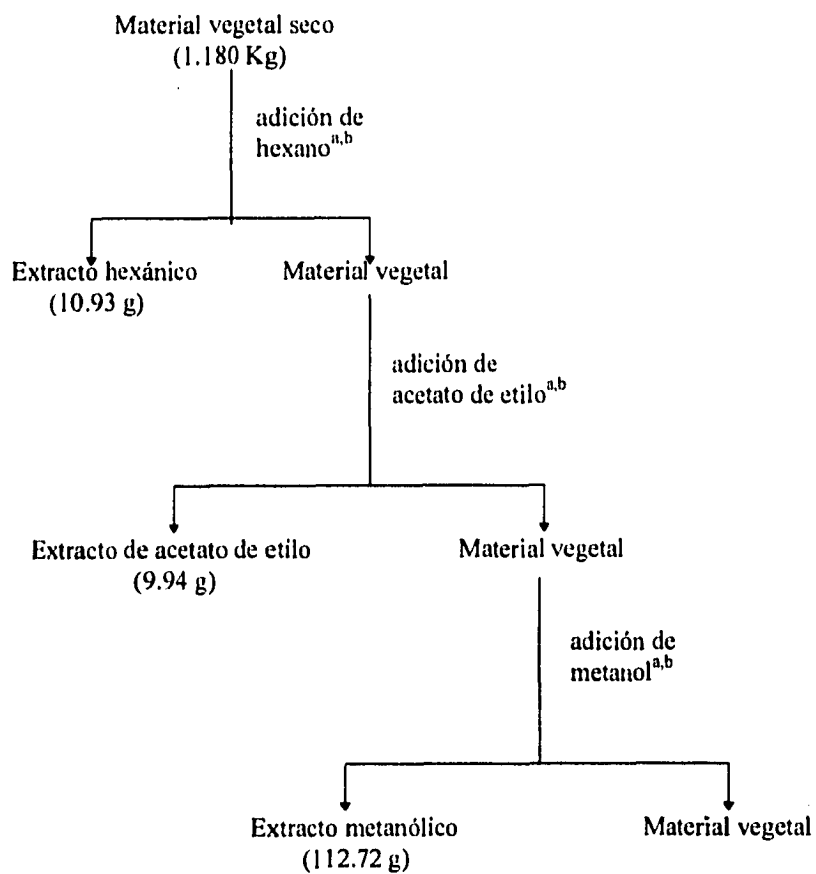 Material vegetal seco
(1.180 Kg)
adición de
hexano^a,b
Extracto hexánico
(10.93 g)
Material vegetal
adición de
acetato de etilo^a,b
Extracto de acetato de etilo
(9.94 g)
Material vegetal
adición de
metanol^a,b
Extracto metanólico
(112.72 g)
Material vegetal